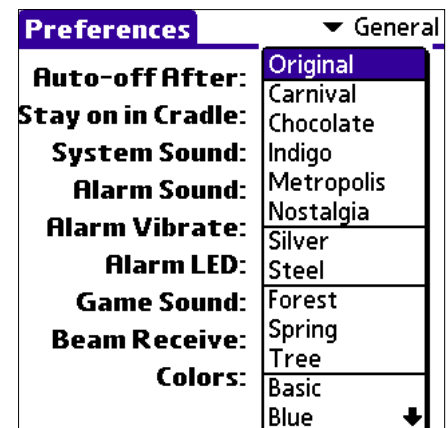 Preferences
General
Auto-off After:
Stay on in Cradle:
System Sound:
Alarm Sound:
Alarm Vibrate:
Alarm LED:
Game Sound:
Beam Receive:
Colors:
Original
Carnival
Chocolate
Indigo
Metropolis
Nostalgia
Silver
Steel
Forest
Spring
Tree
Basic
Blue